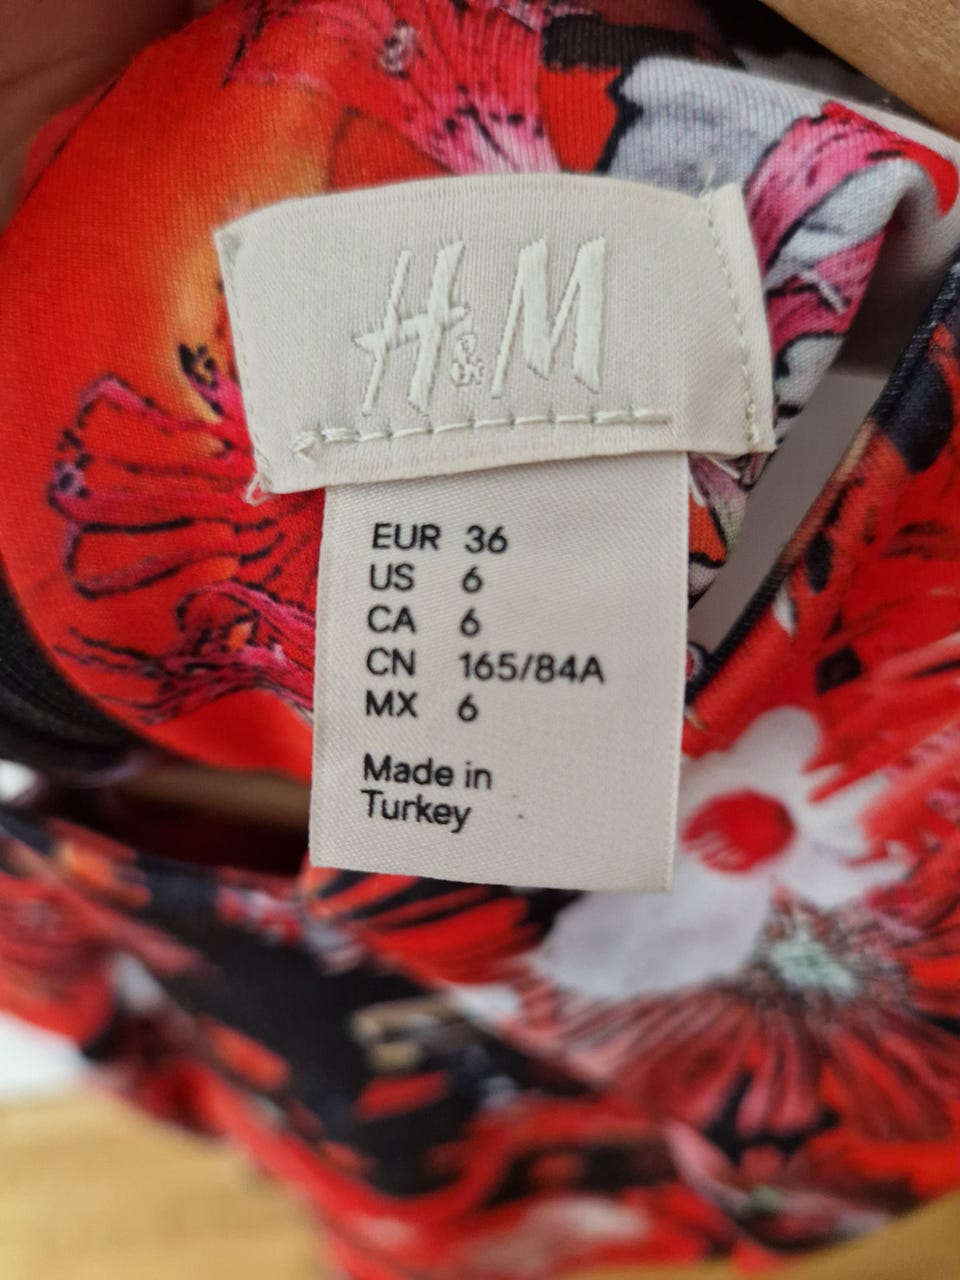 H&M
EUR 36
US 6
CA 6
CN 165/84A
MX 6
Made in
Turkey